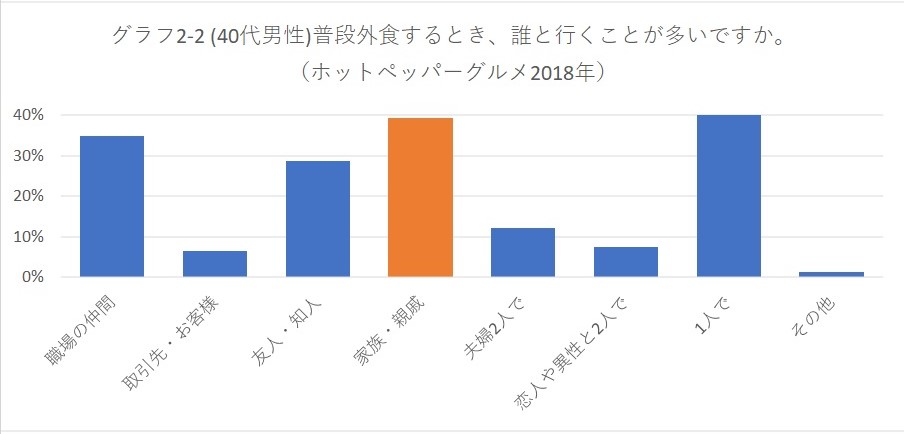 グラフ2-2 (40代男性)普段外食するとき、誰と行くことが多いですか。
（ホットペッパーグルメ2018年）
40%
30%
20%
10%
0%
職場の仲間
取引先・お客様
友人・知人
家族・親戚
夫婦2人で
恋人や異性と2人で
1人で
その他